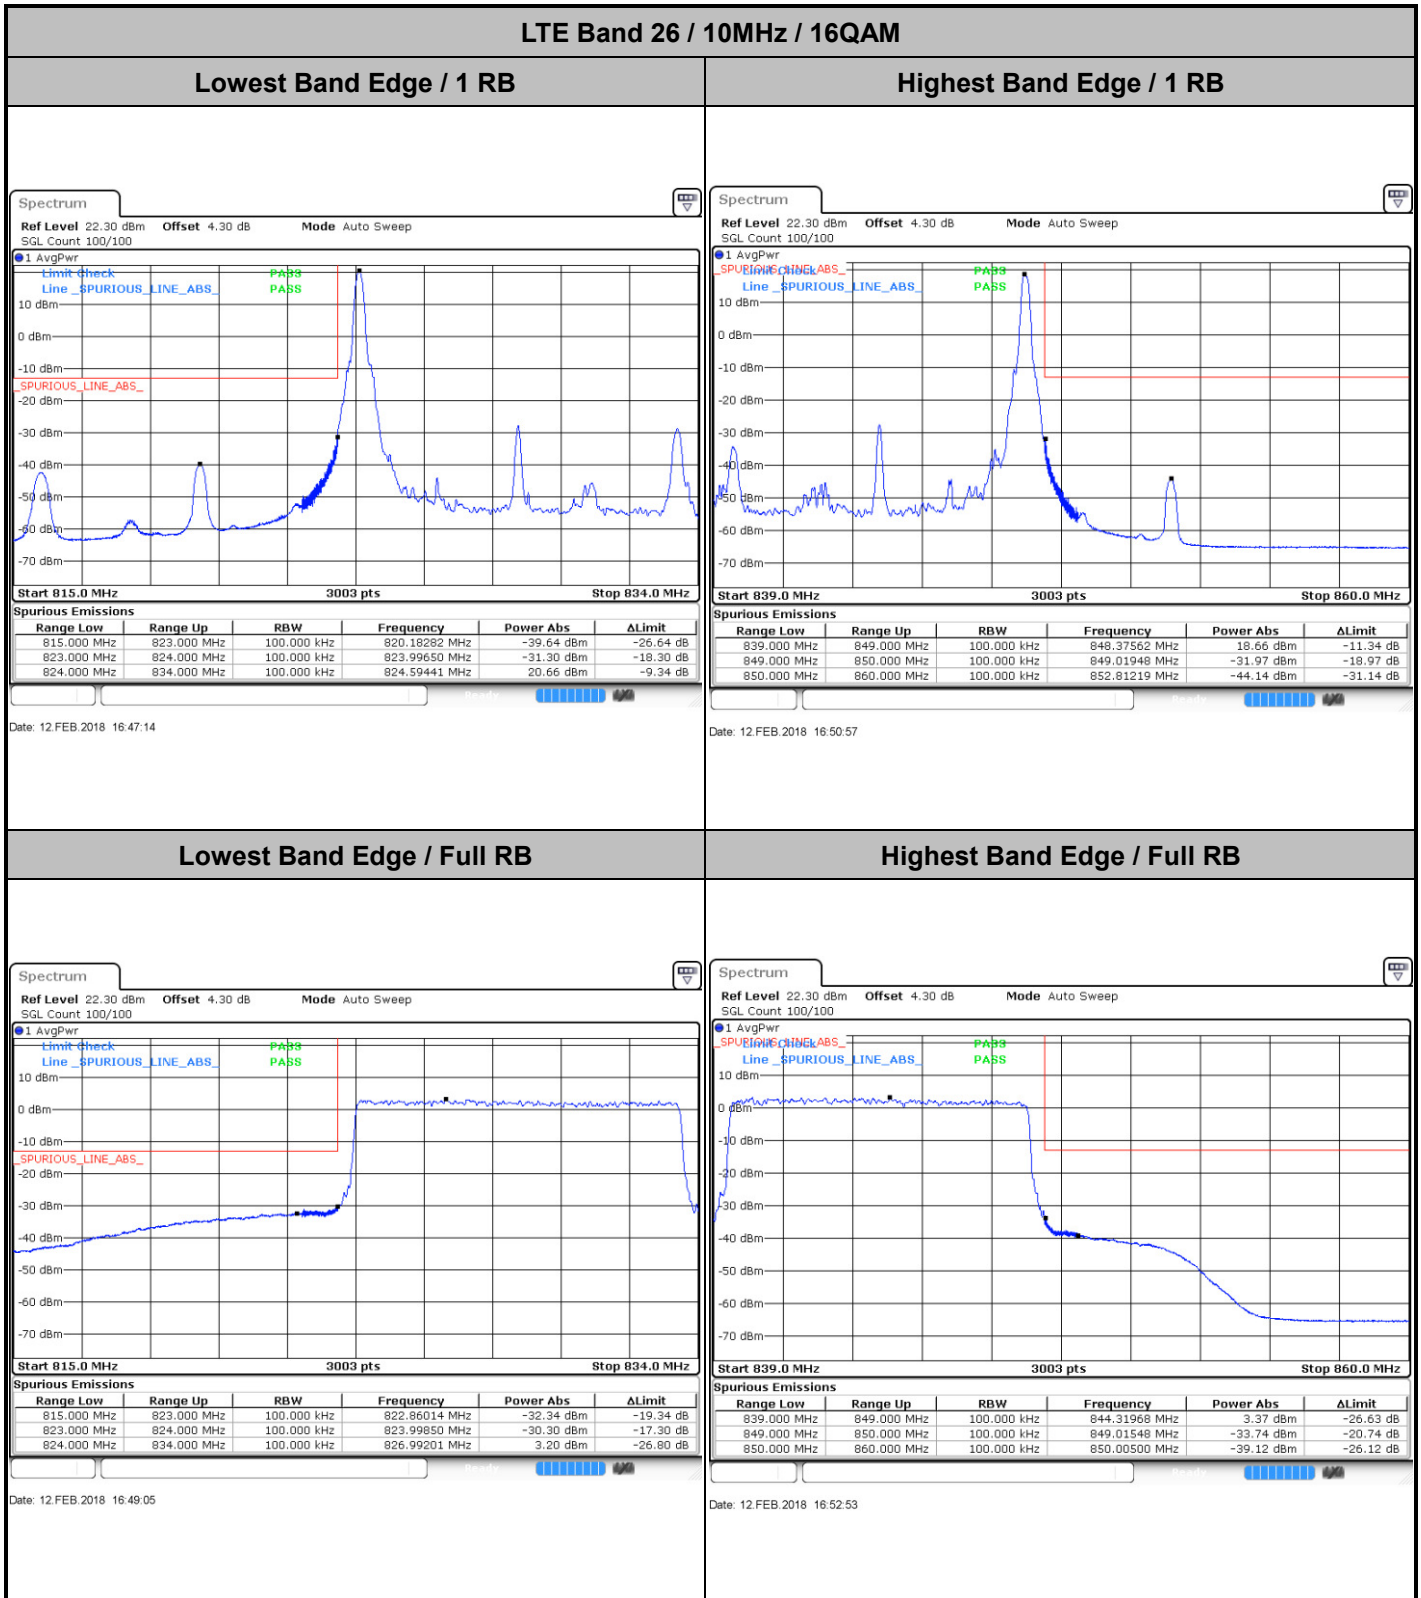 LTE Band 26 / 10MHz / 16QAM
Lowest Band Edge / 1 RB
Highest Band Edge / 1 RB
Spectrum
Ref Level 22.30 dBm Offset 4.30 dB Mode Auto Sweep
SGL Count 100/100
1 AvgPwr
Limit Check PASS
Line _SPURIOUS_LINE_ABS_ PASS
10 dBm
0 dBm
-10 dBm
_SPURIOUS_LINE_ABS_
-20 dBm
-30 dBm
-40 dBm
-50 dBm
-60 dBm
-70 dBm
Start 815.0 MHz 3003 pts Stop 834.0 MHz
Spurious Emissions
Range Low Range Up RBW Frequency Power Abs ΔLimit
815.000 MHz 823.000 MHz 100.000 kHz 820.18282 MHz -39.64 dBm -26.64 dB
823.000 MHz 824.000 MHz 100.000 kHz 823.99650 MHz -31.30 dBm -18.30 dB
824.000 MHz 834.000 MHz 100.000 kHz 824.59441 MHz 20.66 dBm -9.34 dB
Ready
Date: 12.FEB.2018 16:47:14
Spectrum
Ref Level 22.30 dBm Offset 4.30 dB Mode Auto Sweep
SGL Count 100/100
1 AvgPwr
_SPURIOUS_LINE_ABS_
Limit Check PASS
Line _SPURIOUS_LINE_ABS_ PASS
10 dBm
0 dBm
-10 dBm
-20 dBm
-30 dBm
-40 dBm
-50 dBm
-60 dBm
-70 dBm
Start 839.0 MHz 3003 pts Stop 860.0 MHz
Spurious Emissions
Range Low Range Up RBW Frequency Power Abs ΔLimit
839.000 MHz 849.000 MHz 100.000 kHz 848.37562 MHz 18.66 dBm -11.34 dB
849.000 MHz 850.000 MHz 100.000 kHz 849.01948 MHz -31.97 dBm -18.97 dB
850.000 MHz 860.000 MHz 100.000 kHz 852.81219 MHz -44.14 dBm -31.14 dB
Ready
Date: 12.FEB.2018 16:50:57
Lowest Band Edge / Full RB
Highest Band Edge / Full RB
Spectrum
Ref Level 22.30 dBm Offset 4.30 dB Mode Auto Sweep
SGL Count 100/100
1 AvgPwr
Limit Check PASS
Line _SPURIOUS_LINE_ABS_ PASS
10 dBm
0 dBm
-10 dBm
_SPURIOUS_LINE_ABS_
-20 dBm
-30 dBm
-40 dBm
-50 dBm
-60 dBm
-70 dBm
Start 815.0 MHz 3003 pts Stop 834.0 MHz
Spurious Emissions
Range Low Range Up RBW Frequency Power Abs ΔLimit
815.000 MHz 823.000 MHz 100.000 kHz 822.86014 MHz -32.34 dBm -19.34 dB
823.000 MHz 824.000 MHz 100.000 kHz 823.99850 MHz -30.30 dBm -17.30 dB
824.000 MHz 834.000 MHz 100.000 kHz 826.99201 MHz 3.20 dBm -26.80 dB
Ready
Date: 12.FEB.2018 16:49:05
Spectrum
Ref Level 22.30 dBm Offset 4.30 dB Mode Auto Sweep
SGL Count 100/100
1 AvgPwr
_SPURIOUS_LINE_ABS_
Limit Check PASS
Line _SPURIOUS_LINE_ABS_ PASS
10 dBm
0 dBm
-10 dBm
-20 dBm
-30 dBm
-40 dBm
-50 dBm
-60 dBm
-70 dBm
Start 839.0 MHz 3003 pts Stop 860.0 MHz
Spurious Emissions
Range Low Range Up RBW Frequency Power Abs ΔLimit
839.000 MHz 849.000 MHz 100.000 kHz 844.31968 MHz 3.37 dBm -26.63 dB
849.000 MHz 850.000 MHz 100.000 kHz 849.01548 MHz -33.74 dBm -20.74 dB
850.000 MHz 860.000 MHz 100.000 kHz 850.00500 MHz -39.12 dBm -26.12 dB
Ready
Date: 12.FEB.2018 16:52:53